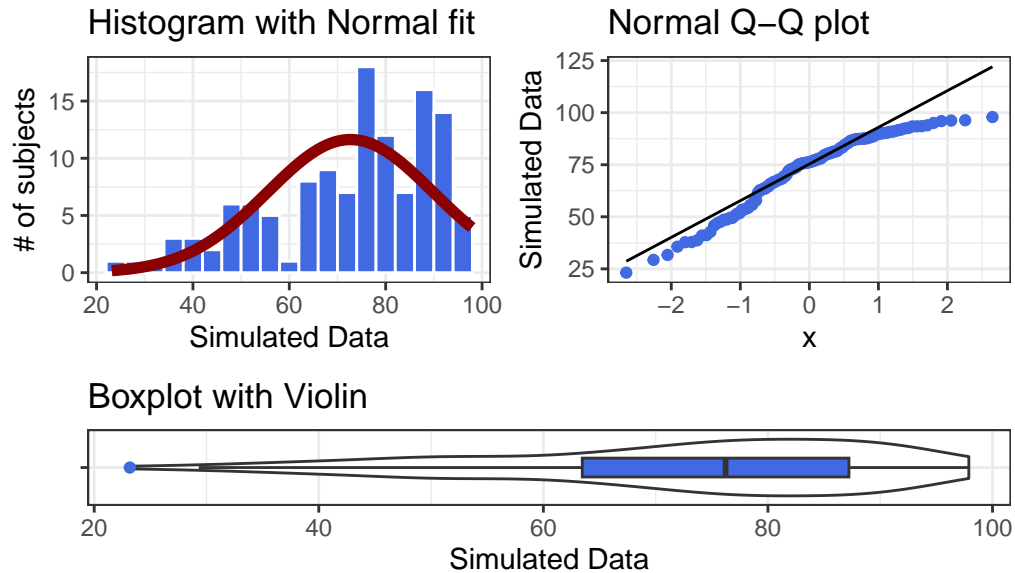 Histogram with Normal fit
# of subjects
15
10
5
0
20 40 60 80 100
Simulated Data
Normal Q−Q plot
Simulated Data
125
100
75
50
25
−2 −1 0 1 2
x
Boxplot with Violin
20 40 60 80 100
Simulated Data